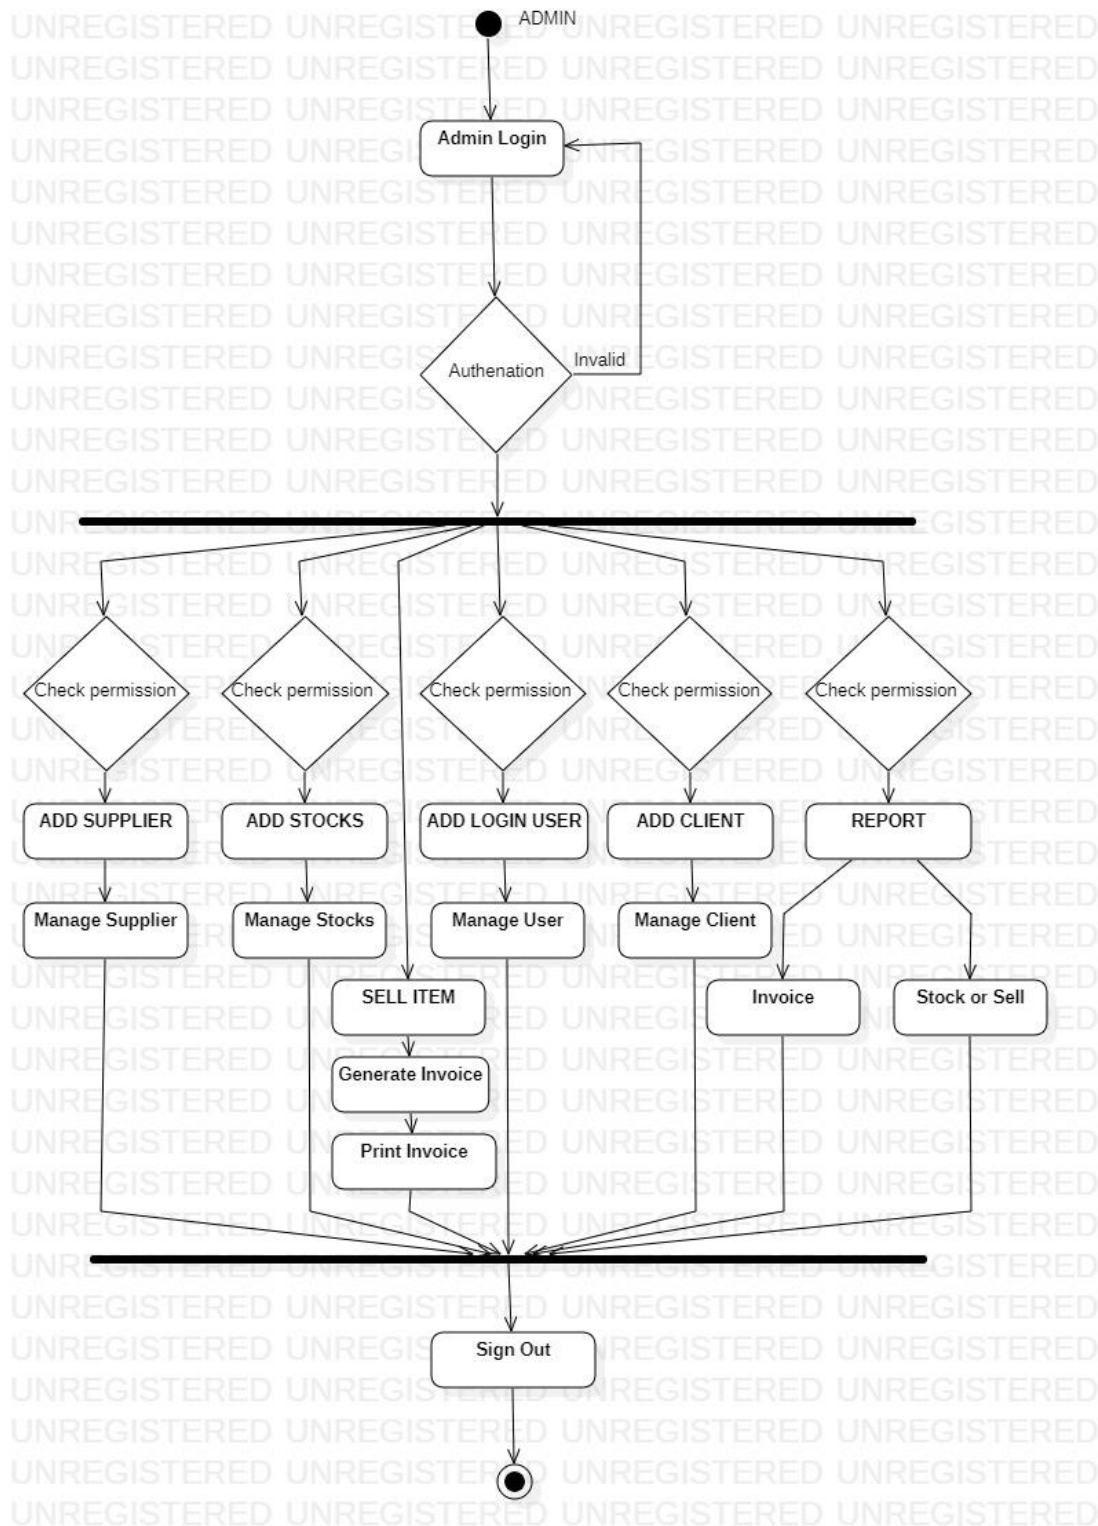 ADMIN
Admin Login
Authenation
Invalid
Check permission
Check permission
Check permission
Check permission
Check permission
ADD SUPPLIER
ADD STOCKS
ADD LOGIN USER
ADD CLIENT
REPORT
Manage Supplier
Manage Stocks
Manage User
Manage Client
SELL ITEM
Invoice
Stock or Sell
Generate Invoice
Print Invoice
Sign Out
UNREGISTERED